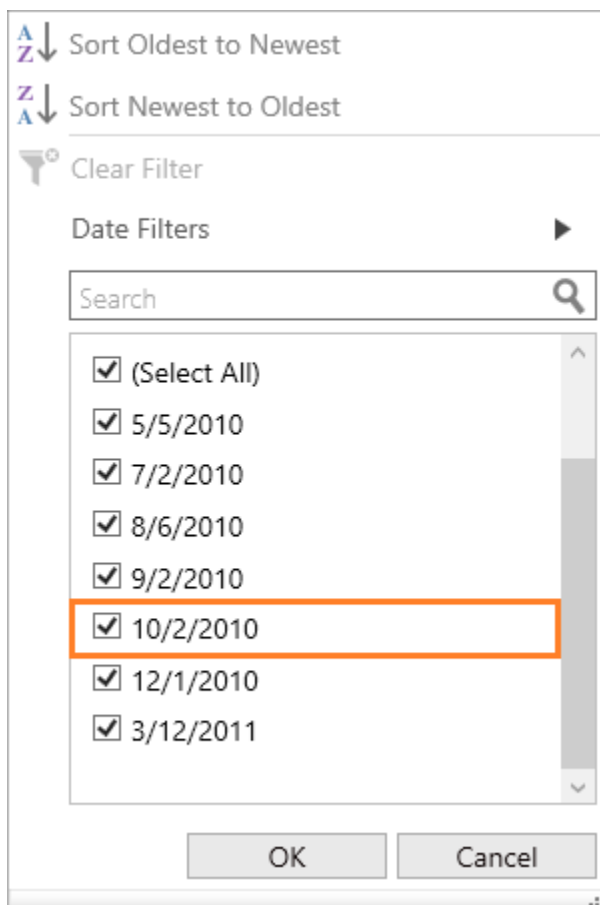 A
Z
Sort Oldest to Newest
Z
A
Sort Newest to Oldest
Clear Filter
Date Filters
Search
(Select All)
5/5/2010
7/2/2010
8/6/2010
9/2/2010
10/2/2010
12/1/2010
3/12/2011
OK Cancel